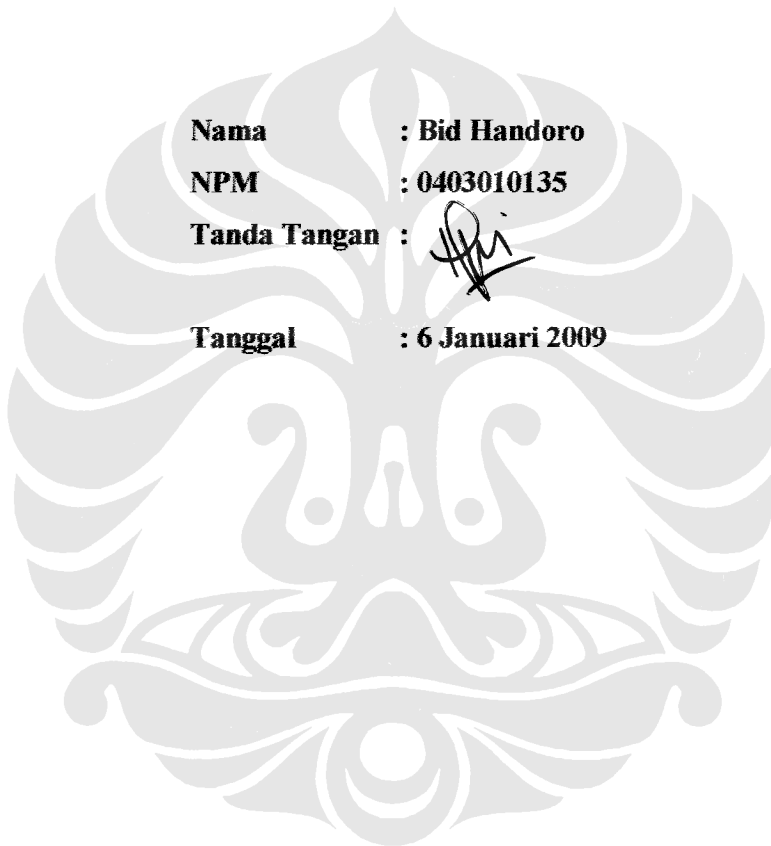 Nama : Bid Handoro
NPM : 0403010135
Tanda Tangan :
Tanggal : 6 Januari 2009